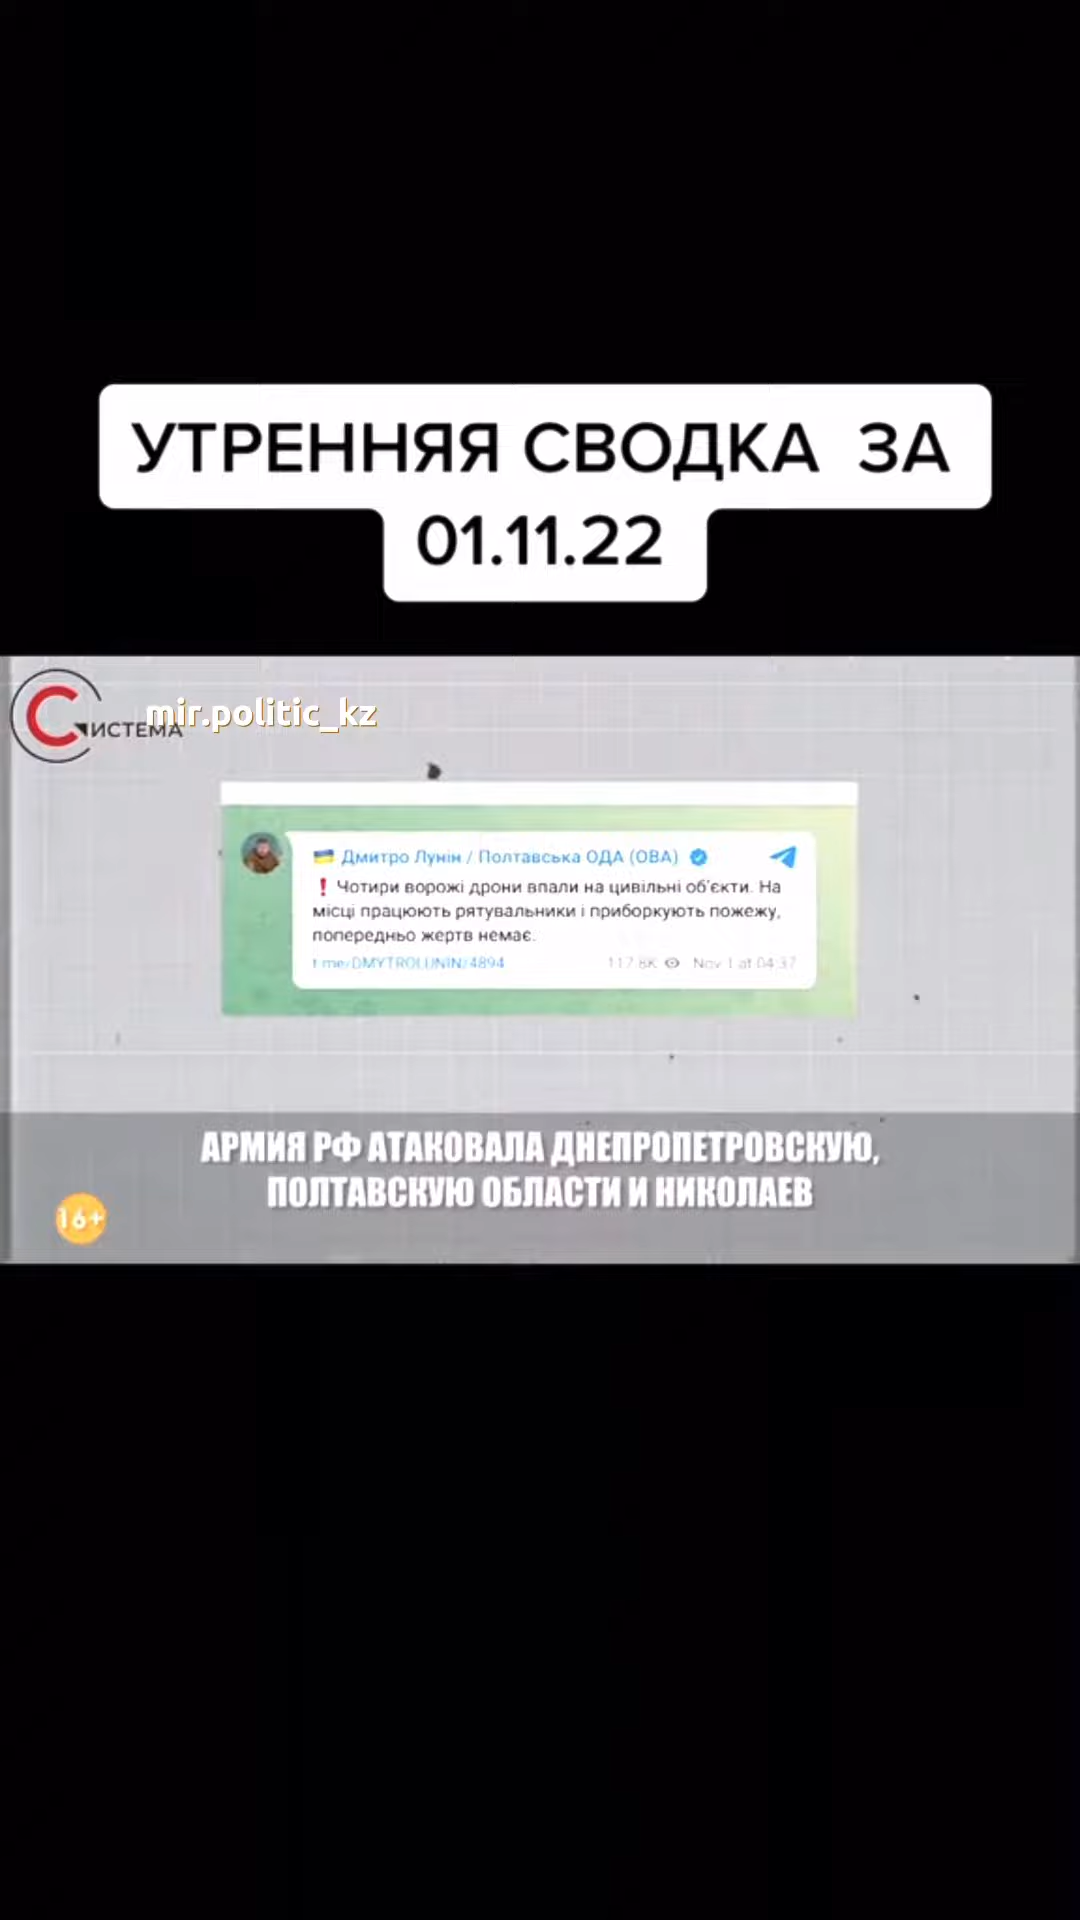 УТРЕННЯЯ СВОДКА ЗА
01.11.22
СИСТЕМА
mir.politic_kz
Дмитро Лунін / Полтавська ОДА (ОВА)
❗ Чотири ворожі дрони впали на цивільні об'єкти. На
місці працюють рятувальники і приборкують пожежу,
попередньо жертв немає.
t.me/DMYTROLUNIN/4894 117.8K Nov 1 at 04:37
АРМИЯ РФ АТАКОВАЛА ДНЕПРОПЕТРОВСКУЮ,
ПОЛТАВСКУЮ ОБЛАСТИ И НИКОЛАЕВ
16+